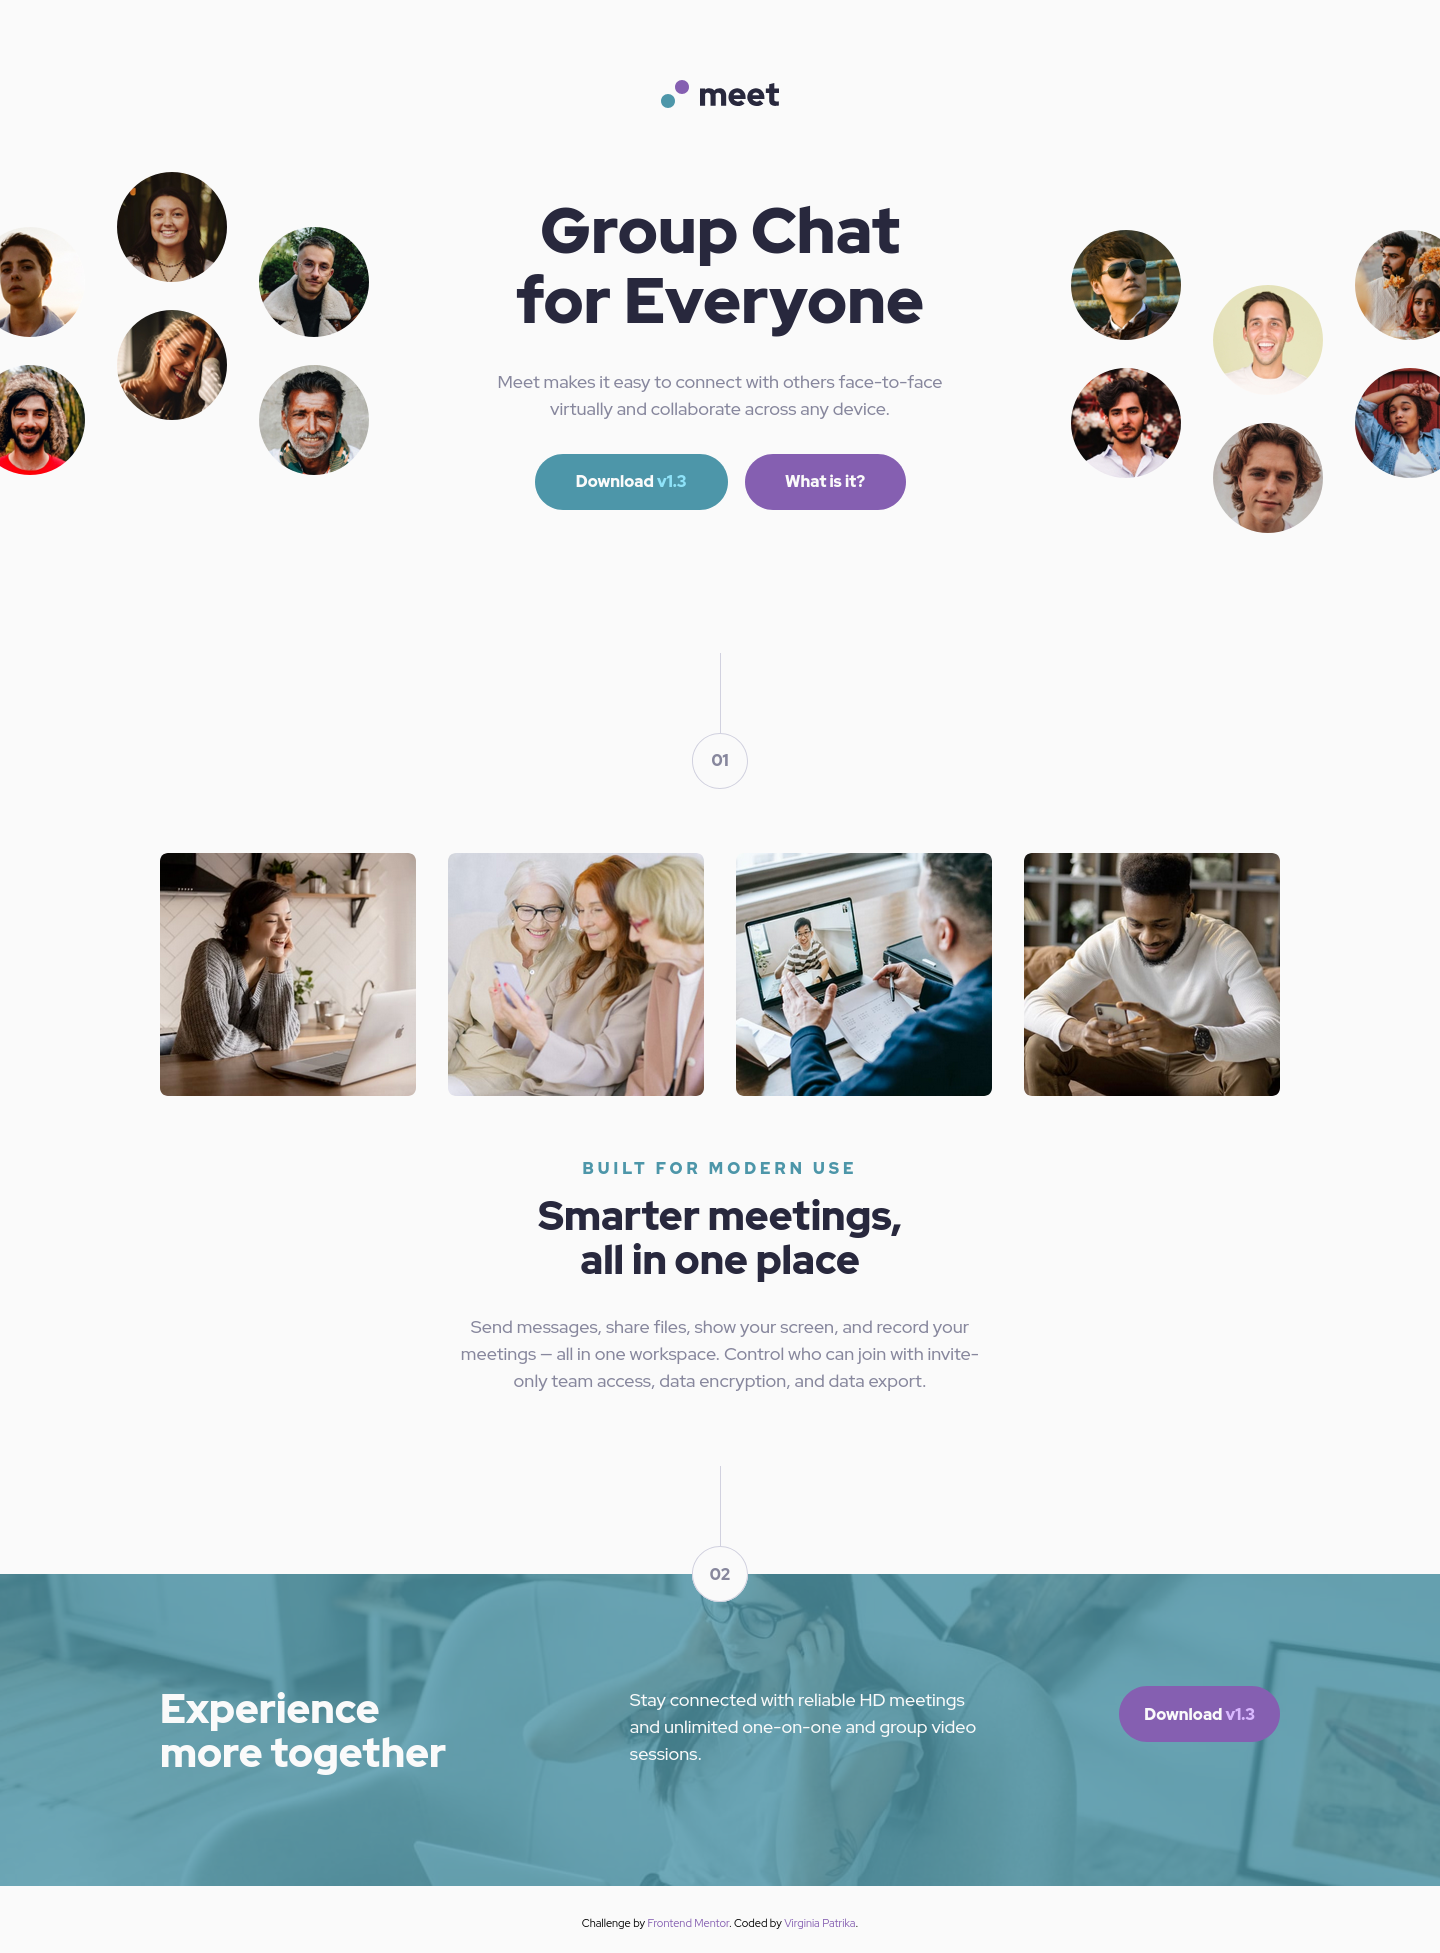 meet
Group Chat
for Everyone
Meet makes it easy to connect with others face-to-face
virtually and collaborate across any device.
Download v1.3
What is it?
01
BUILT FOR MODERN USE
Smarter meetings,
all in one place
Send messages, share files, show your screen, and record your
meetings — all in one workspace. Control who can join with invite-
only team access, data encryption, and data export.
02
Experience
more together
Stay connected with reliable HD meetings
and unlimited one-on-one and group video
sessions.
Download v1.3
Challenge by Frontend Mentor. Coded by Virginia Patrika.